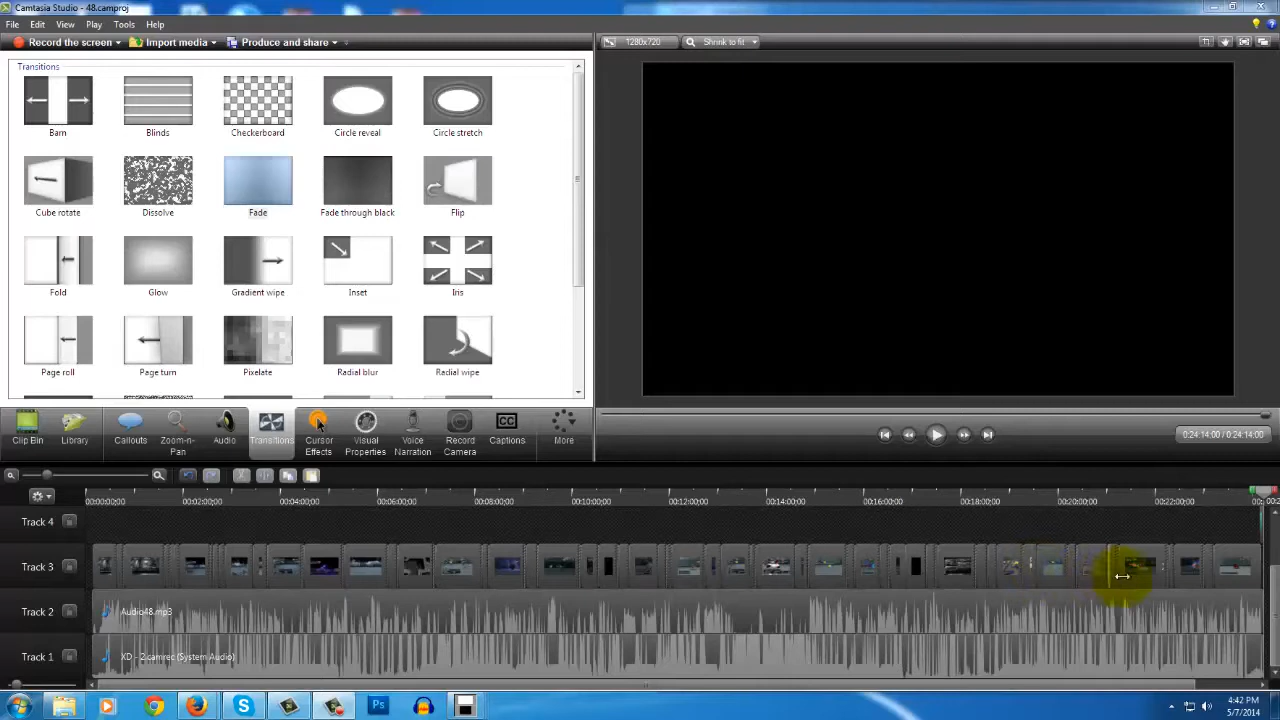 Camtasia Studio - 48.camproj
File Edit View Play Tools Help
Record the screen Import media Produce and share
1280x720 Shrink to fit
Transitions
Barn Blinds Checkerboard Circle reveal Circle stretch
Cube rotate Dissolve Fade Fade through black Flip
Fold Glow Gradient wipe Inset Iris
Page roll Page turn Pixelate Radial blur Radial wipe
Clip Bin Library Callouts Zoom-n-Pan Audio Transitions Cursor Effects Visual Properties Voice Narration Record Camera CC Captions More
0:24:14:00 / 0:24:14:00
00:00:00;00 00:02:00;00 00:04:00;00 00:06:00;00 00:08:00;00 00:10:00;00 00:12:00;00 00:14:00;00 00:16:00;00 00:18:00;00 00:20:00;00 00:22:00;00
Track 4
Track 3
Track 2 Audio48.mp3
Track 1 XD - 2.camrec (System Audio)
Ps
4:42 PM
5/7/2014